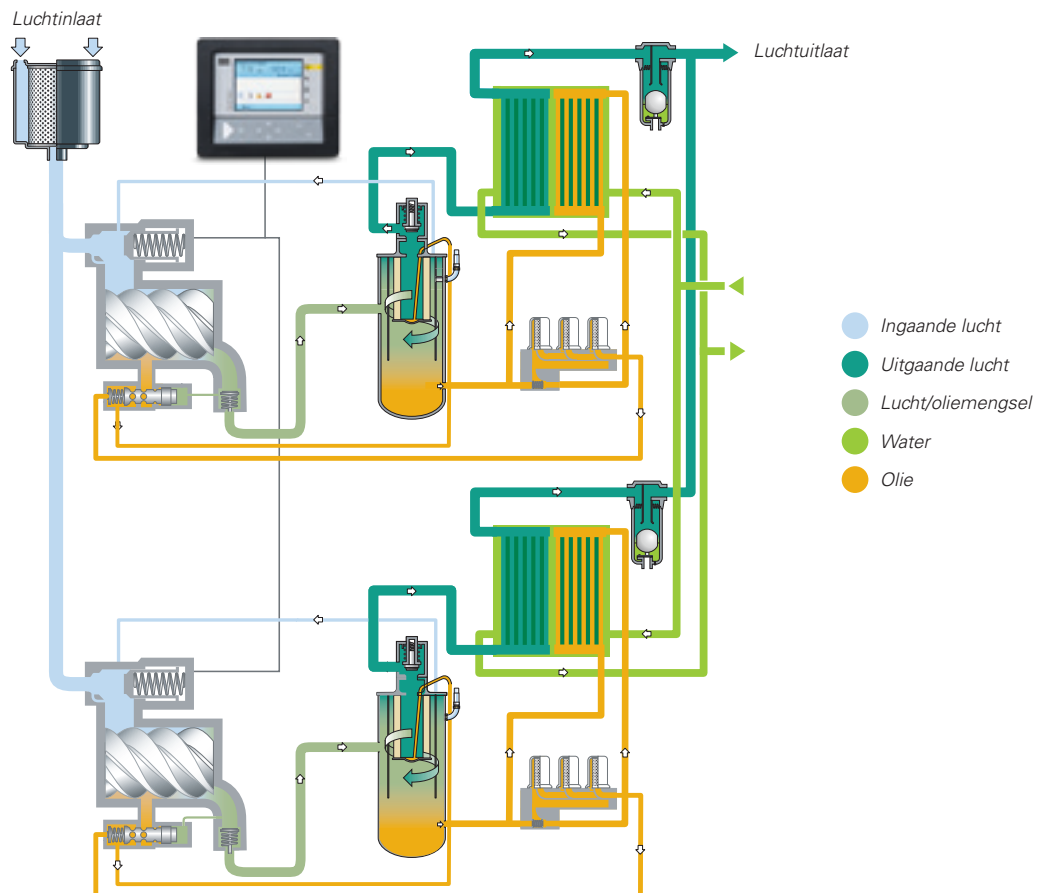 Luchtinlaat
Luchtuitlaat
Ingaande lucht
Uitgaande lucht
Lucht/oliemengsel
Water
Olie